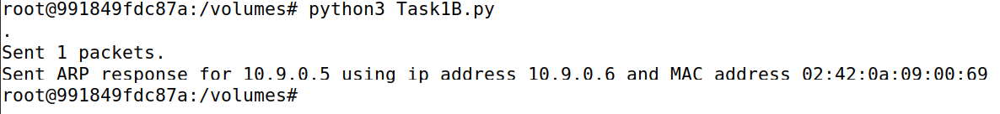 root@991849fdc87a:/volumes# python3 Task1B.py
.
Sent 1 packets.
Sent ARP response for 10.9.0.5 using ip address 10.9.0.6 and MAC address 02:42:0a:09:00:69
root@991849fdc87a:/volumes#